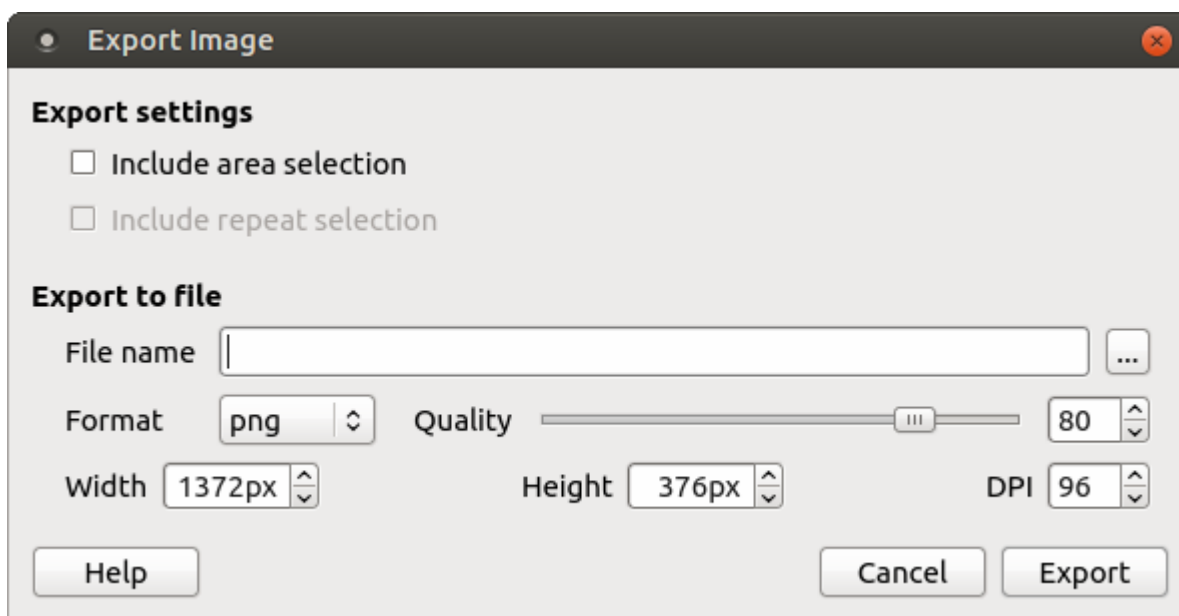 Export Image
Export settings
Include area selection
Include repeat selection
Export to file
File name ...
Format png Quality 80
Width 1372px Height 376px DPI 96
Help Cancel Export